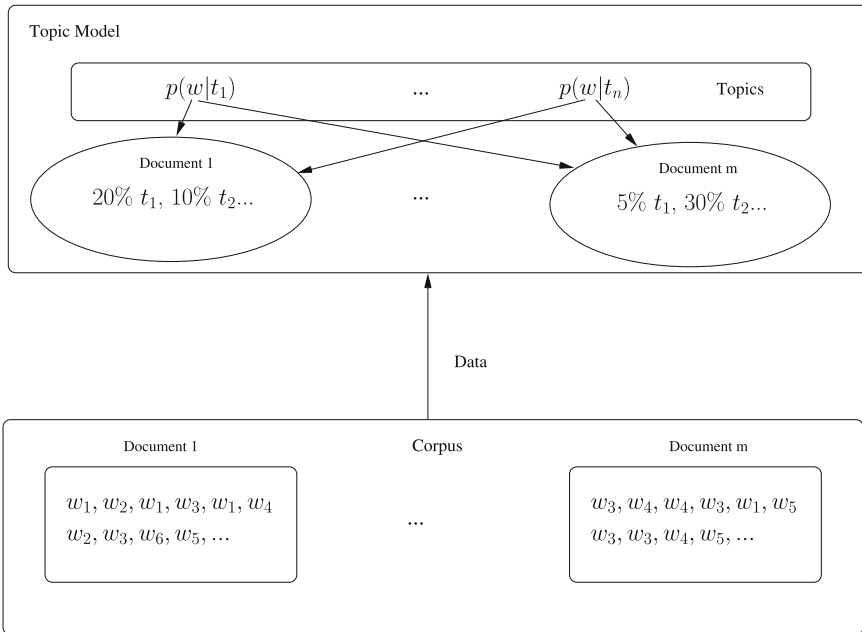 Topic Model
p(w|t₁) ... p(w|tₙ) Topics
Document 1
20% t₁, 10% t₂...
...
Document m
5% t₁, 30% t₂...
Data
Corpus
Document 1
w₁, w₂, w₁, w₃, w₁, w₄
w₂, w₃, w₆, w₅, ...
...
Document m
w₃, w₄, w₄, w₃, w₁, w₅
w₃, w₃, w₄, w₅, ...